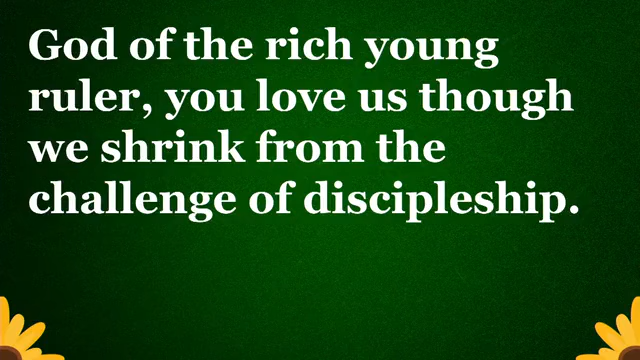 God of the rich young
ruler, you love us though
we shrink from the
challenge of discipleship.